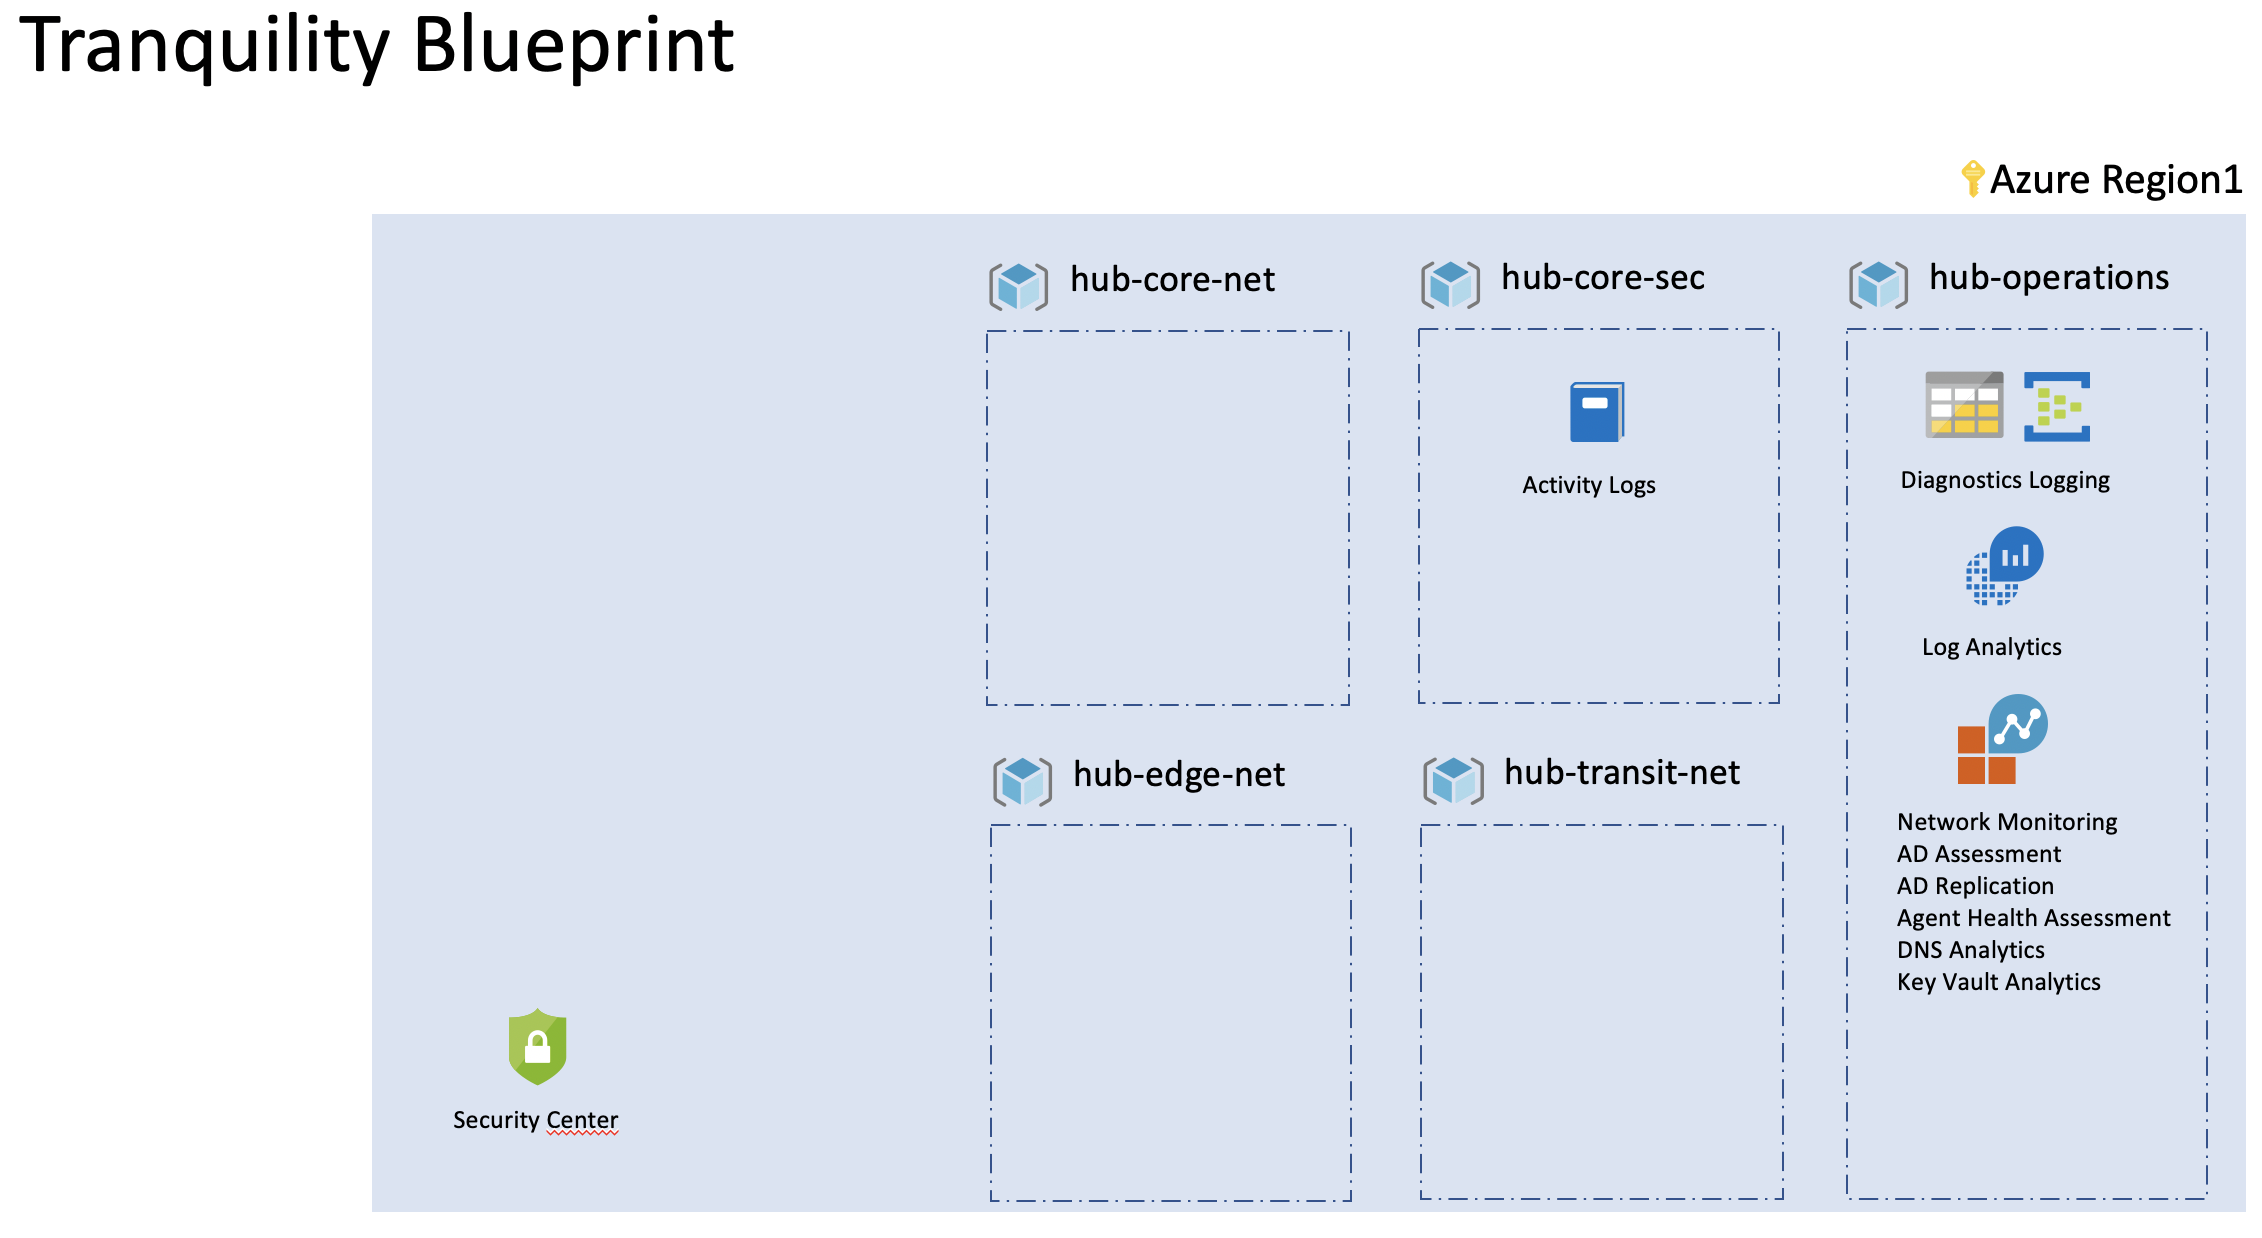 Tranquility Blueprint
Azure Region1
hub-core-net
hub-core-sec
hub-operations
Activity Logs
Diagnostics Logging
Log Analytics
hub-edge-net
hub-transit-net
Network Monitoring
AD Assessment
AD Replication
Agent Health Assessment
DNS Analytics
Key Vault Analytics
Security Center